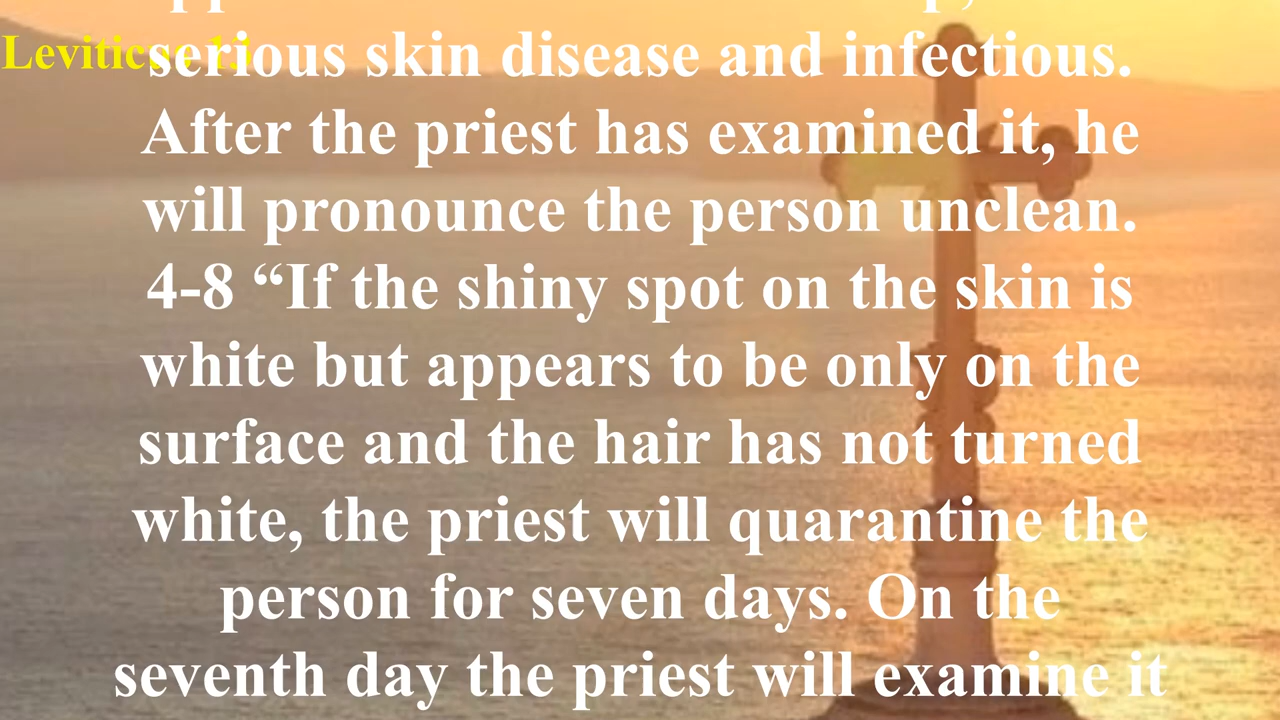 Leviticus 13
serious skin disease and infectious.
After the priest has examined it, he
will pronounce the person unclean.
4-8 “If the shiny spot on the skin is
white but appears to be only on the
surface and the hair has not turned
white, the priest will quarantine the
person for seven days. On the
seventh day the priest will examine it